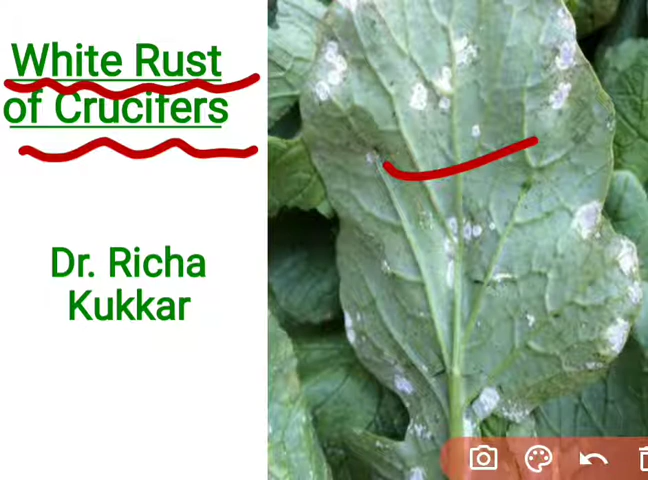 White Rust
of Crucifers
Dr. Richa
Kukkar